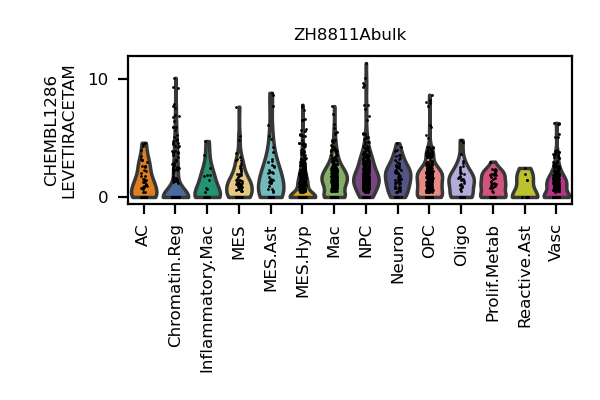 ZH8811Abulk
CHEMBL1286
LEVETIRACETAM
10
0
AC
Chromatin.Reg
Inflammatory.Mac
MES
MES.Ast
MES.Hyp
Mac
NPC
Neuron
OPC
Oligo
Prolif.Metab
Reactive.Ast
Vasc